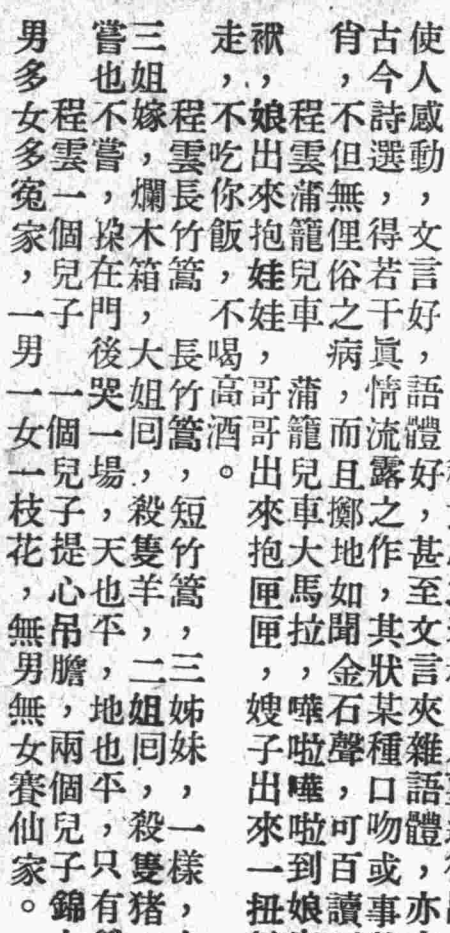 使人感動，文言好，語體好，甚至文言夾雜語體，亦
古今詩選，得若干眞情流露之作，其狀某種口吻或事
肖，不但無俚俗之病，而且擲地如聞金石聲，可百讀
程雲蒲籠兒車　蒲籠兒車大馬拉，嘩啦嘩啦到娘
袱，娘出來抱娃娃，哥哥出來抱匣匣，嫂子出來一扭
走，不吃你飯，不喝高酒。
程雲長竹篙　長竹篙，短竹篙，三姊妹，一樣，
三姐嫁，爛木箱，大姐囘，殺隻羊，二姐囘，殺隻猪
嘗也不嘗，垜在門後哭一場，天也平，地也平，只有
程雲一個兒子　一個兒子提心吊膽，兩個兒子錦
男多女多寃家，一男一女一枝花，無男無女賽仙家。